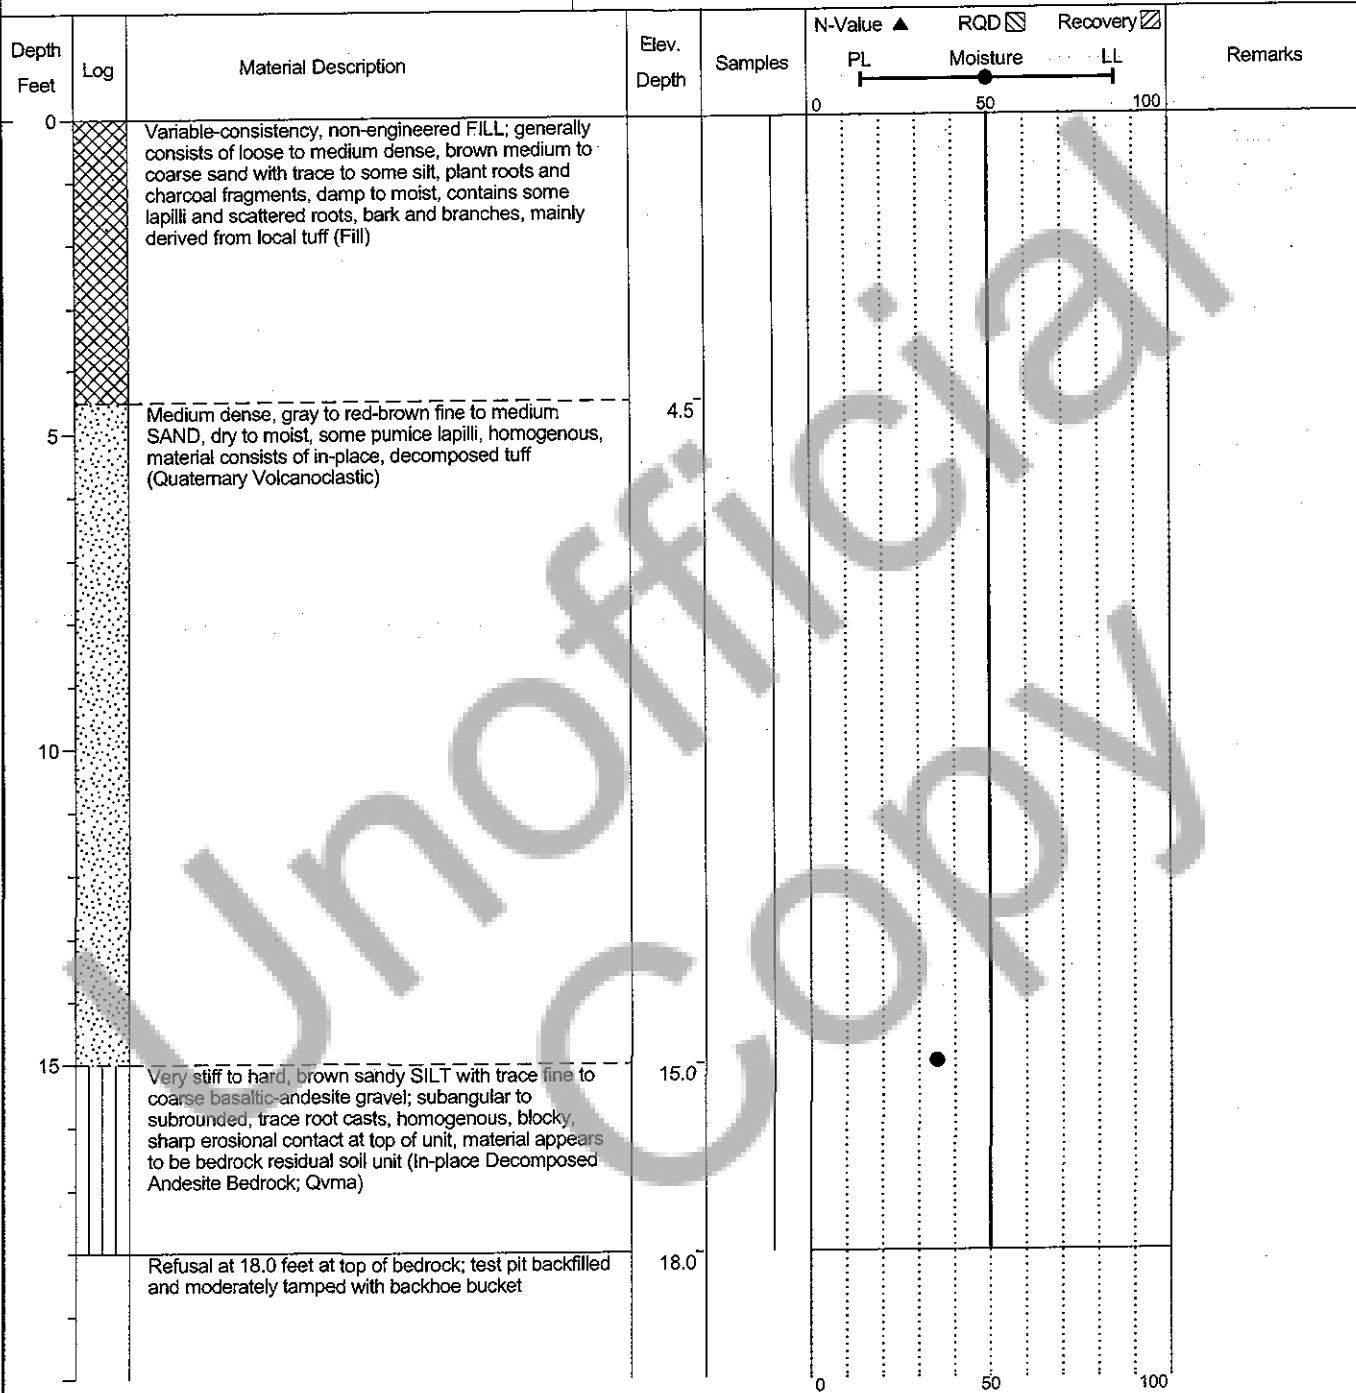 Depth
Feet
Log
Material Description
Elev.
Depth
Samples
N-Value ▲ RQD Recovery
PL Moisture LL
0 50 100
Remarks
0
Variable-consistency, non-engineered FILL; generally
consists of loose to medium dense, brown medium to
coarse sand with trace to some silt, plant roots and
charcoal fragments, damp to moist, contains some
lapilli and scattered roots, bark and branches, mainly
derived from local tuff (Fill)
4.5
Medium dense, gray to red-brown fine to medium
SAND, dry to moist, some pumice lapilli, homogenous,
material consists of in-place, decomposed tuff
(Quaternary Volcanoclastic)
5
10
15
15.0
Very stiff to hard, brown sandy SILT with trace fine to
coarse basaltic-andesite gravel; subangular to
subrounded, trace root casts, homogenous, blocky,
sharp erosional contact at top of unit, material appears
to be bedrock residual soil unit (In-place Decomposed
Andesite Bedrock; Qvma)
18.0
Refusal at 18.0 feet at top of bedrock; test pit backfilled
and moderately tamped with backhoe bucket
0 50 100
Unofficial
Copy